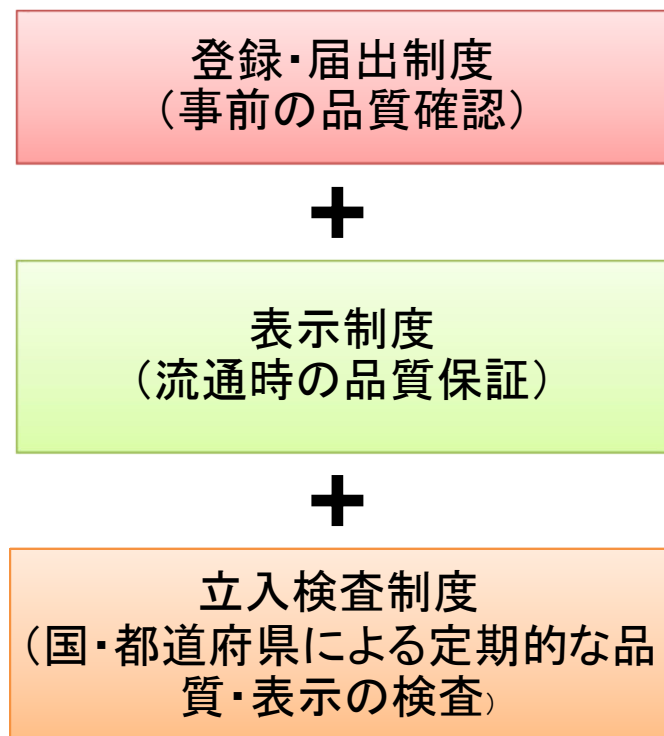 登録・届出制度
（事前の品質確認）
+
表示制度
（流通時の品質保証）
+
立入検査制度
（国・都道府県による定期的な品
質・表示の検査）